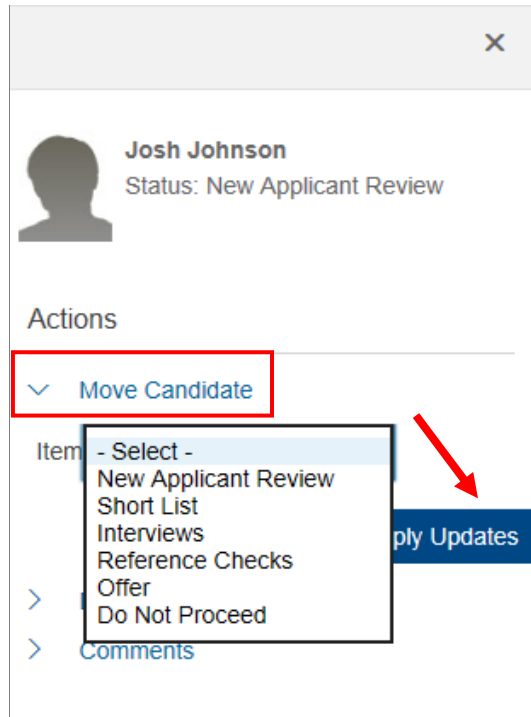 Josh Johnson
Status: New Applicant Review
Actions
Move Candidate
Item
- Select -
New Applicant Review
Short List
Interviews
Reference Checks
Offer
Do Not Proceed
ply Updates
Comments